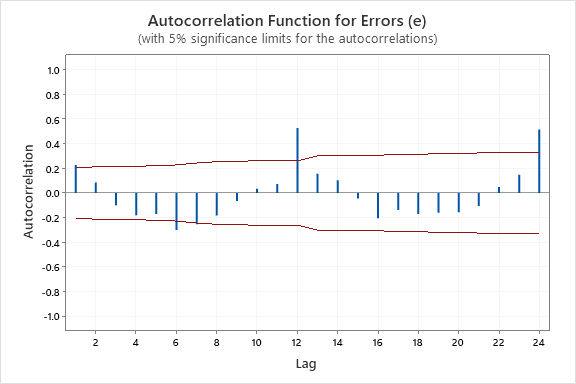 Autocorrelation Function for Errors (e)
(with 5% significance limits for the autocorrelations)
1.0
0.8
0.6
0.4
0.2
0.0
-0.2
-0.4
-0.6
-0.8
-1.0
Autocorrelation
2 4 6 8 10 12 14 16 18 20 22 24
Lag